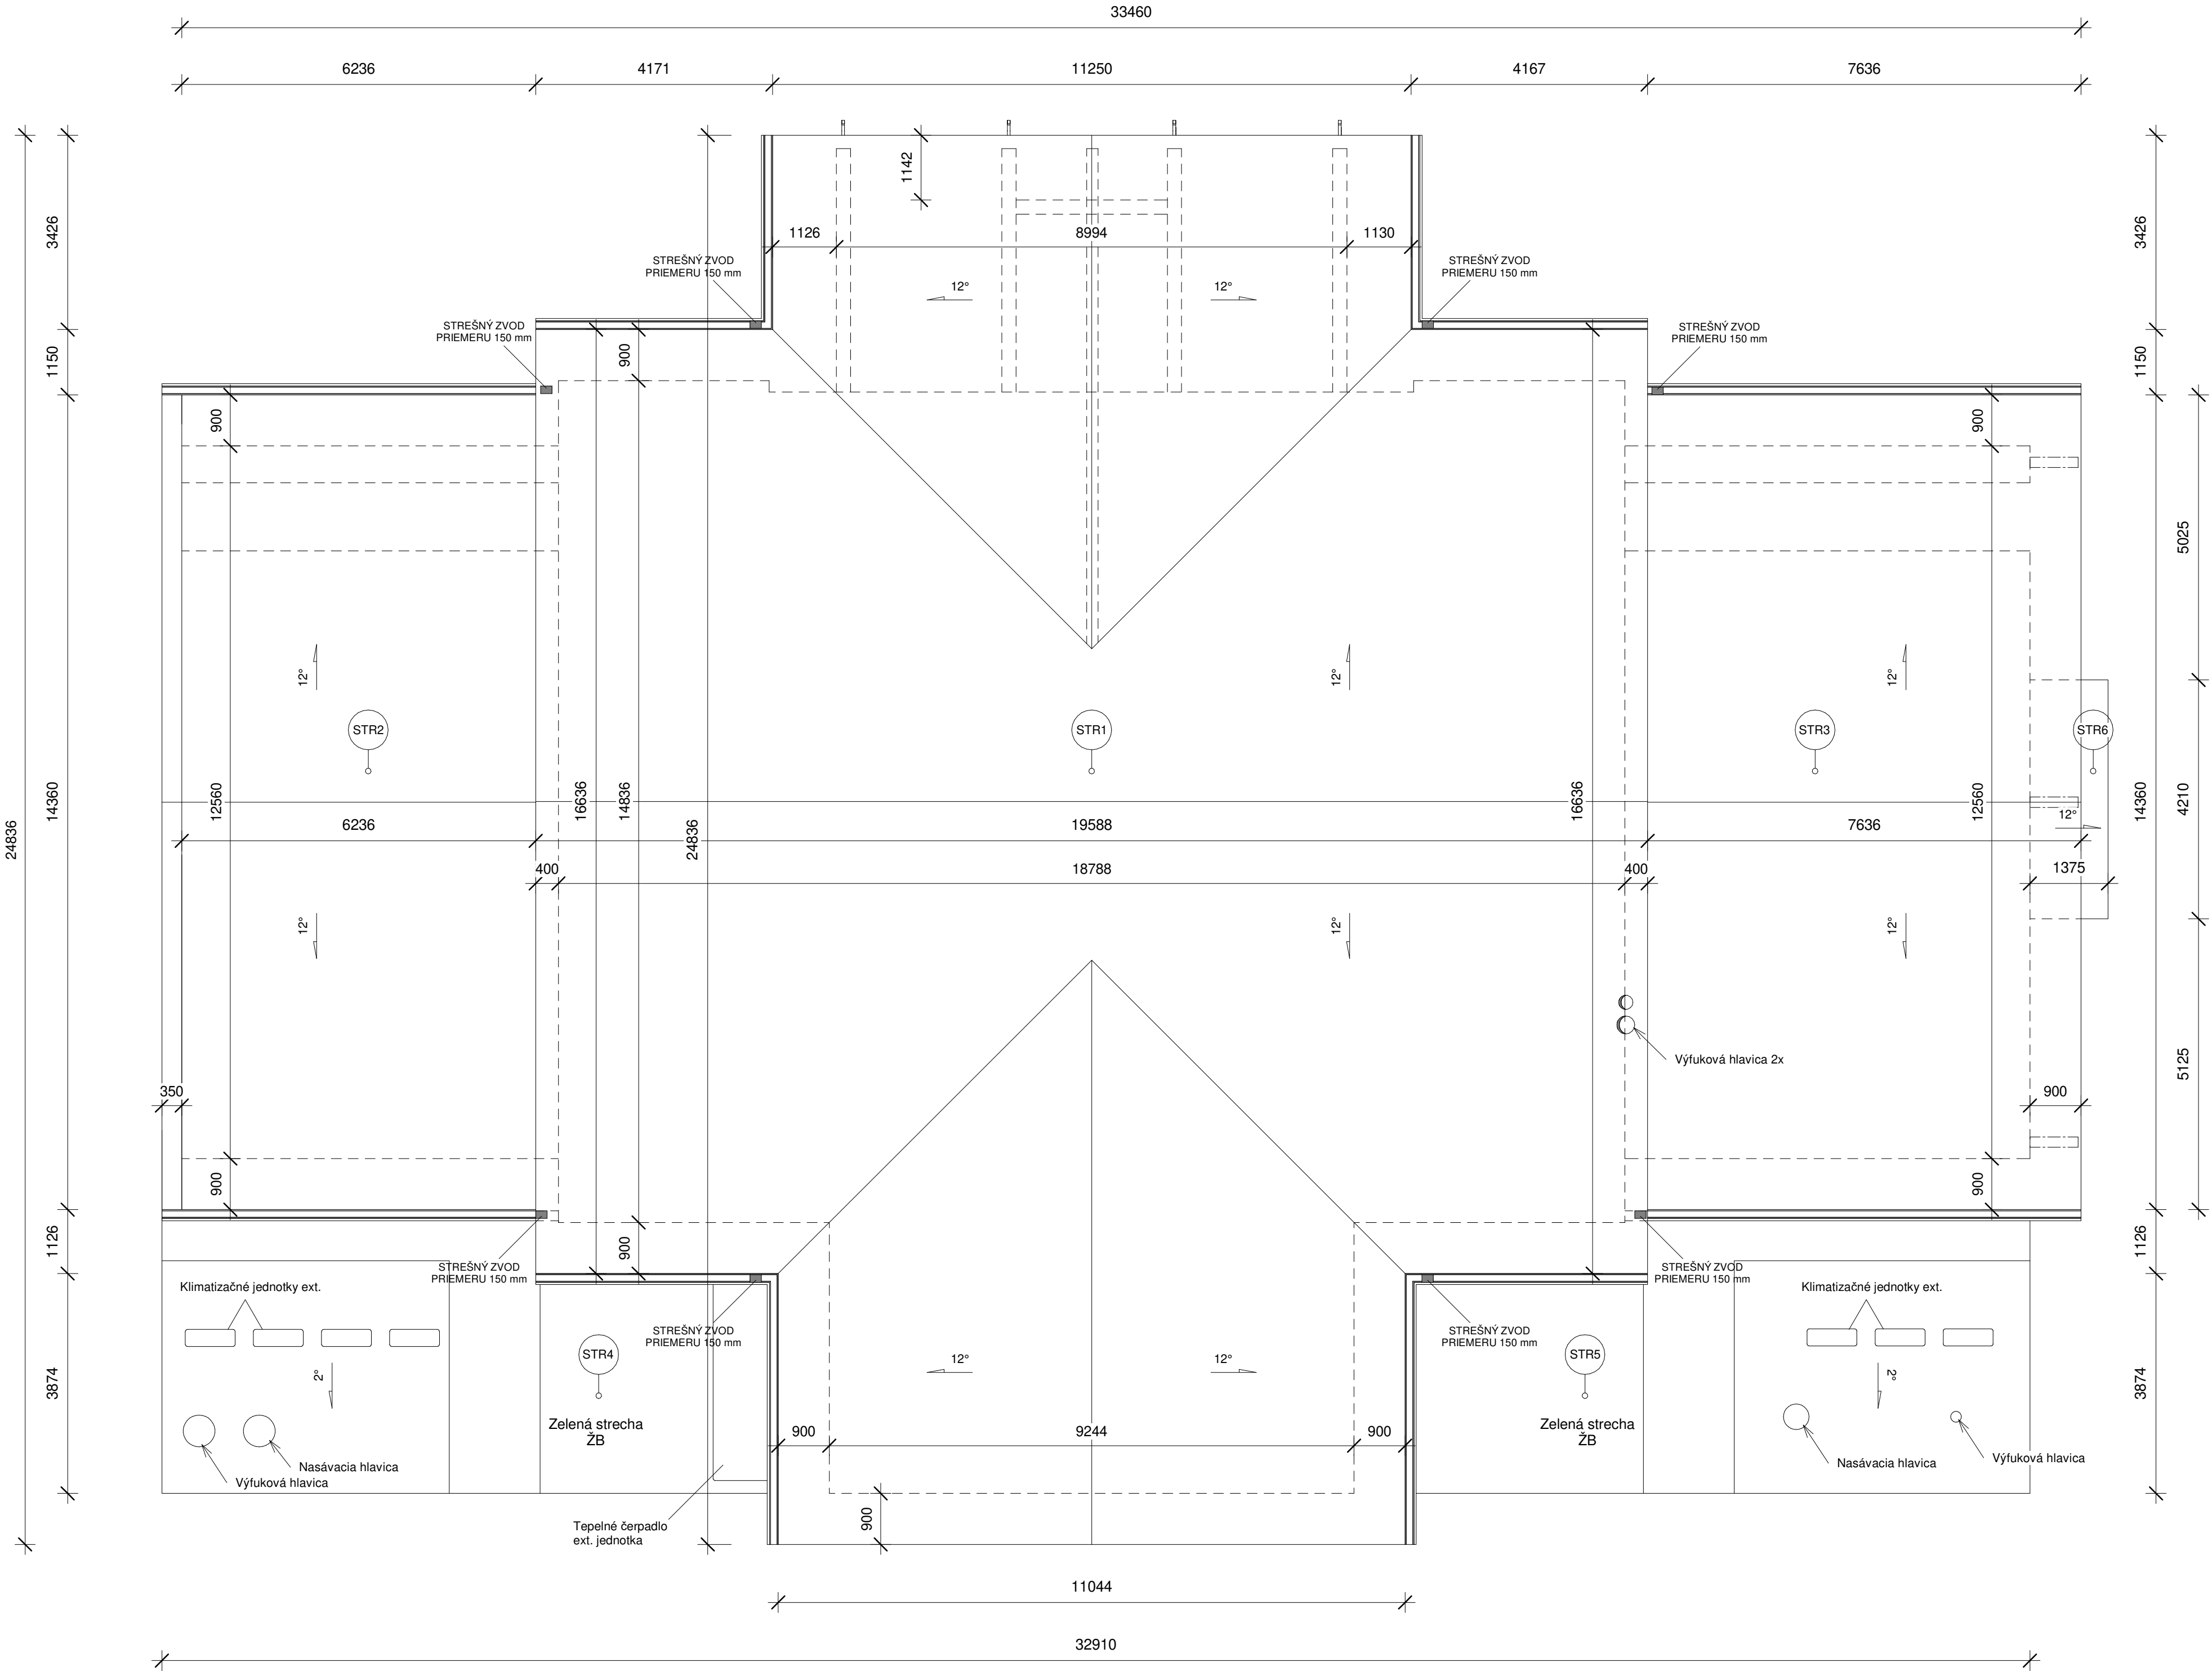 33460
6236
4171
11250
4167
7636
1142
3426
3426
1126
8994
1130
STREŠNÝ ZVOD
PRIEMERU 150 mm
STREŠNÝ ZVOD
PRIEMERU 150 mm
12°
12°
STREŠNÝ ZVOD
PRIEMERU 150 mm
STREŠNÝ ZVOD
PRIEMERU 150 mm
1150
900
1150
900
900
5025
12°
12°
12°
STR2
STR1
STR3
STR6
24836
14360
12560
16636
14836
24836
16636
12560
14360
4210
12°
6236
19588
7636
400
18788
400
1375
12°
12°
12°
Výfuková hlavica 2x
5125
350
900
900
900
1126
900
1126
STREŠNÝ ZVOD
PRIEMERU 150 mm
STREŠNÝ ZVOD
PRIEMERU 150 mm
Klimatizačné jednotky ext.
Klimatizačné jednotky ext.
STREŠNÝ ZVOD
PRIEMERU 150 mm
STREŠNÝ ZVOD
PRIEMERU 150 mm
STR4
STR5
3874
2°
12°
12°
2°
3874
Zelená strecha
ŽB
Zelená strecha
ŽB
900
9244
900
Nasávacia hlavica
Výfuková hlavica
Nasávacia hlavica
Výfuková hlavica
Tepelné čerpadlo
ext. jednotka
900
11044
32910